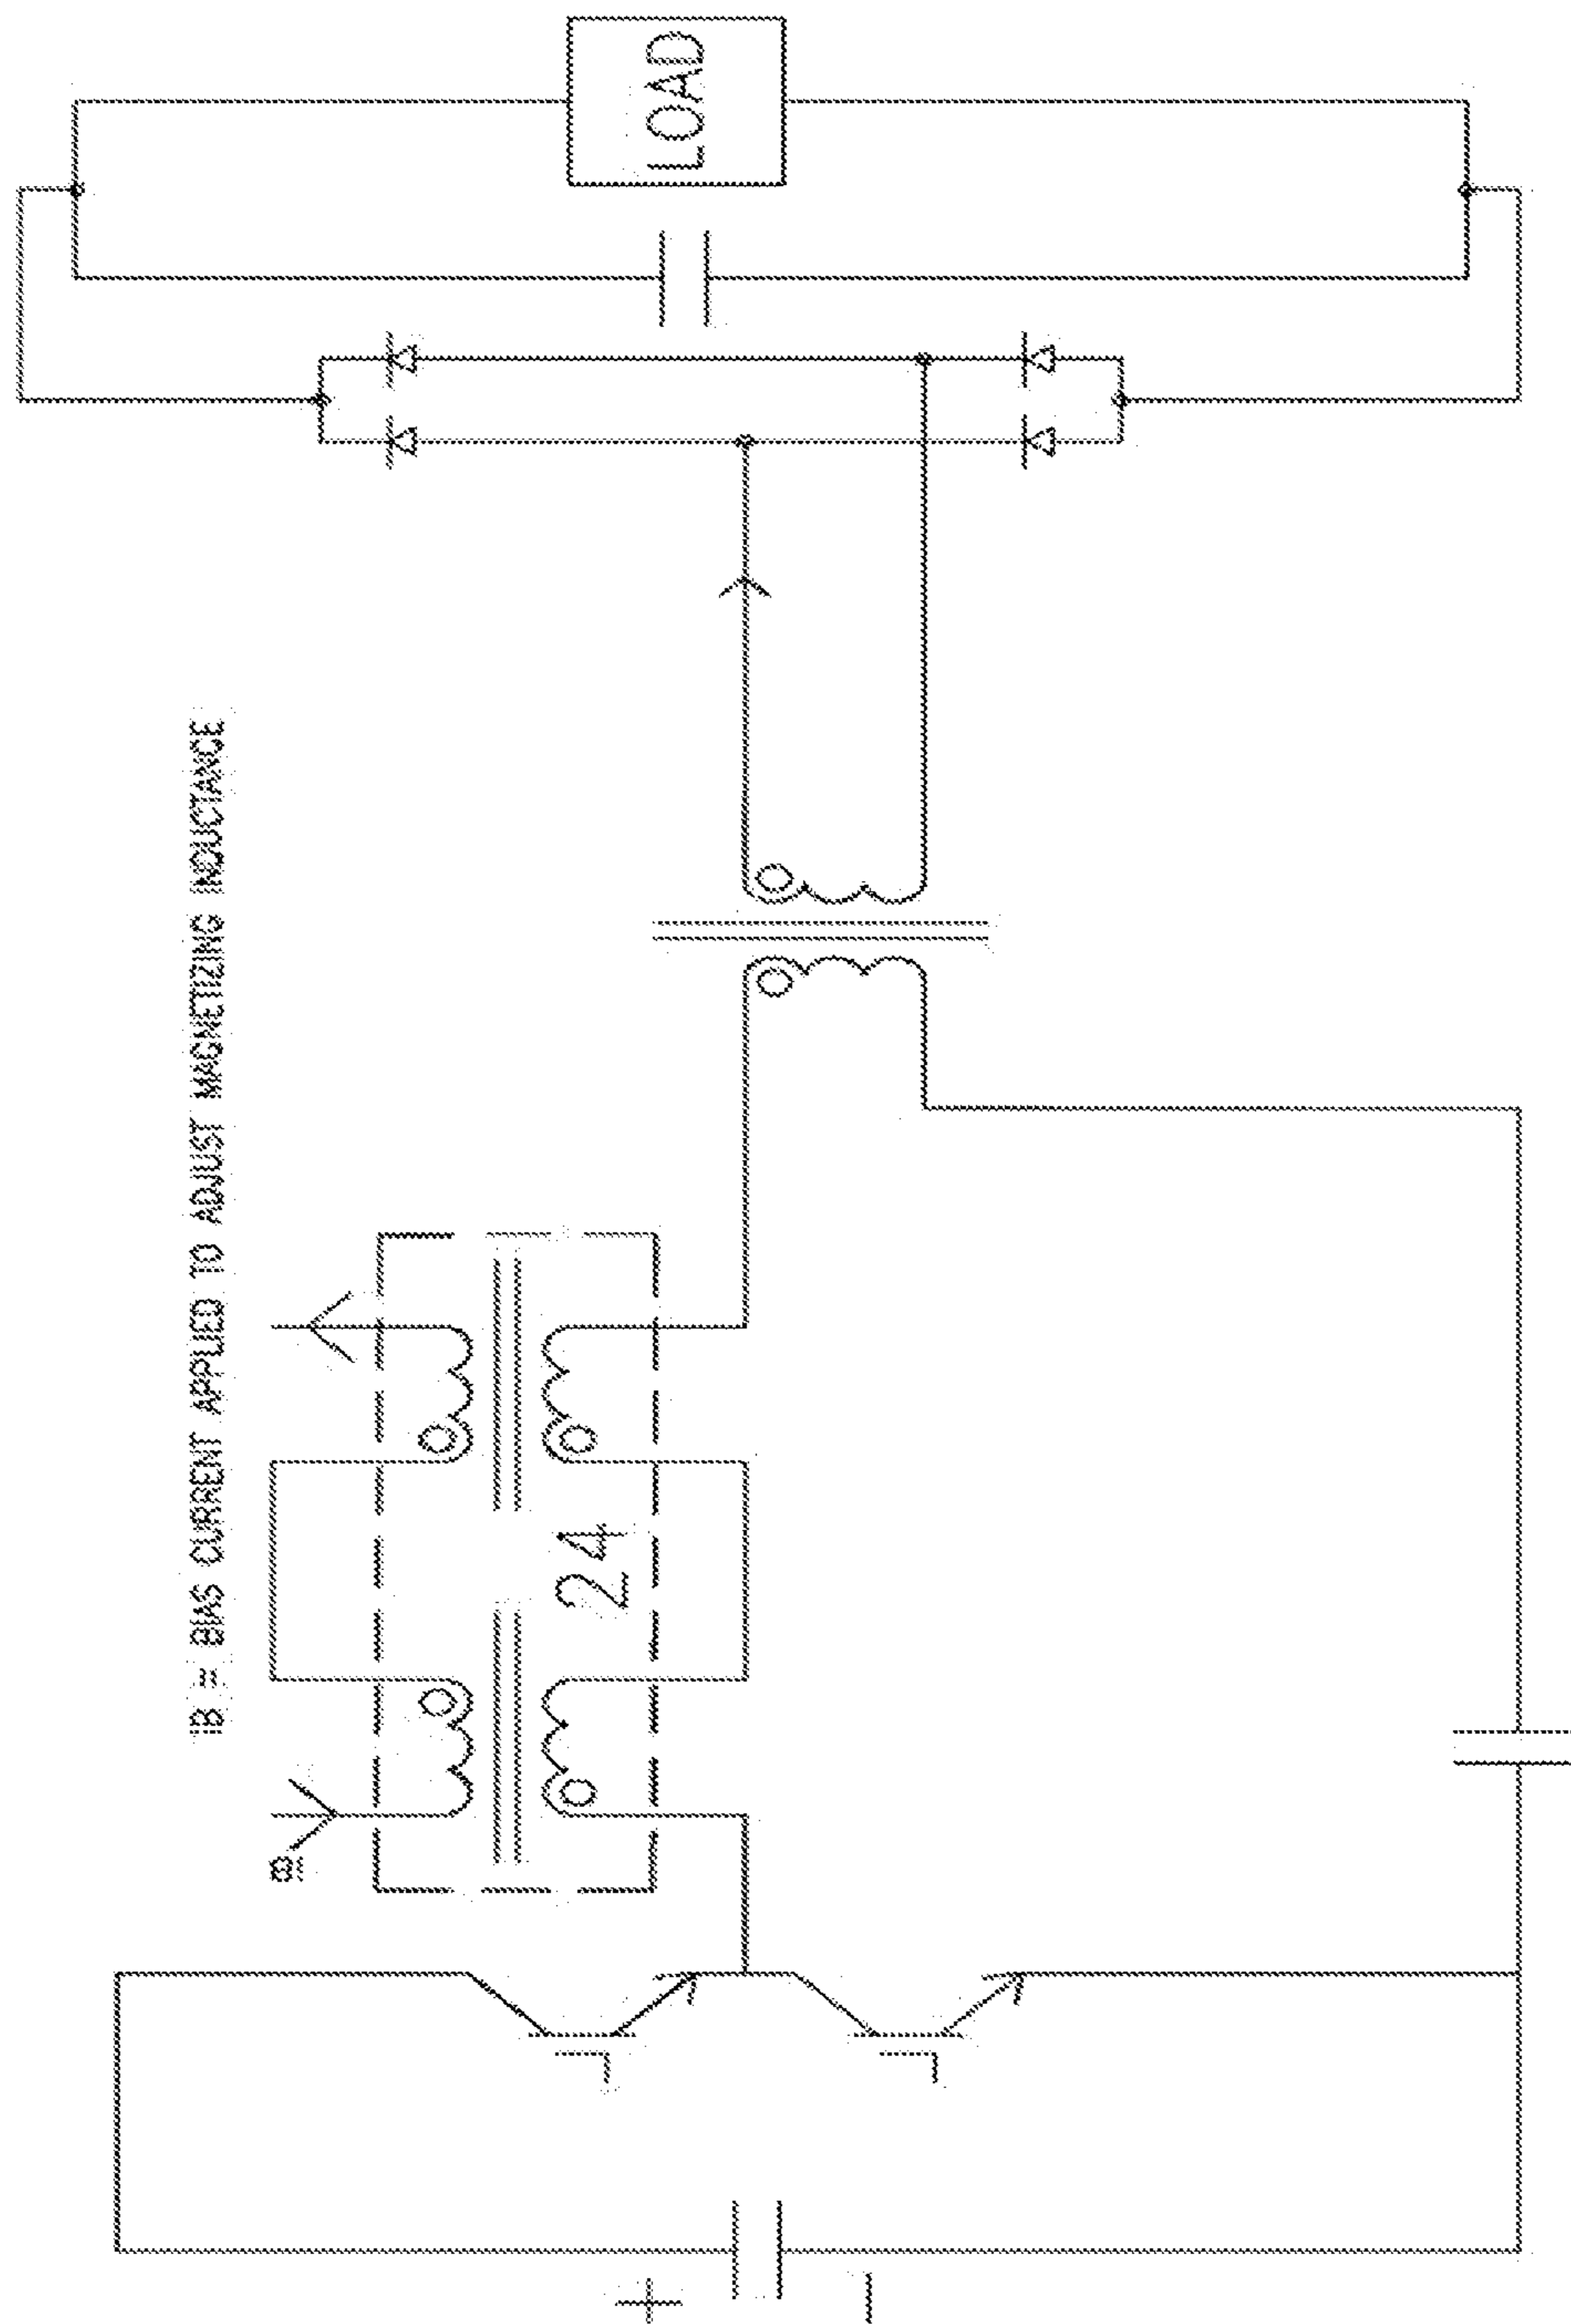 IB = BIAS CURRENT APPLIED TO ADJUST MAGNETIZING INDUCTANCE
IB
24
LOAD
+
-